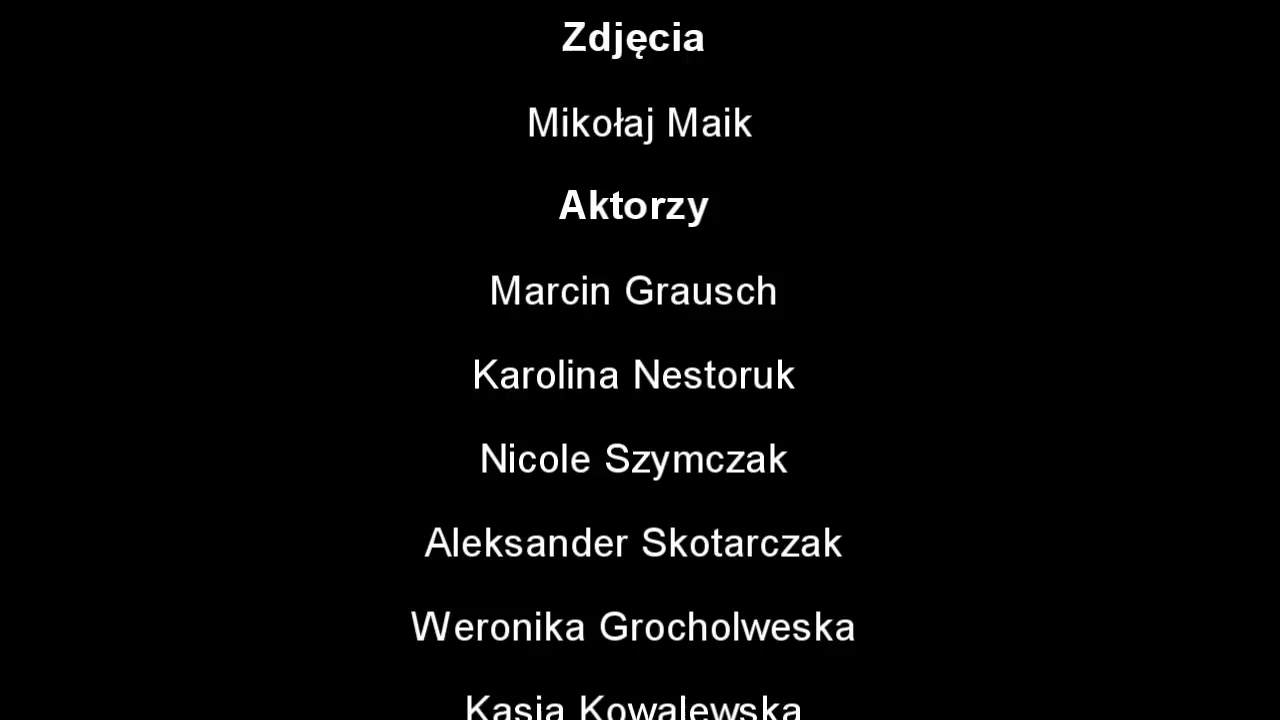 Zdjęcia
Mikołaj Maik
Aktorzy
Marcin Grausch
Karolina Nestoruk
Nicole Szymczak
Aleksander Skotarczak
Weronika Grocholweska
Kasia Kowalewska